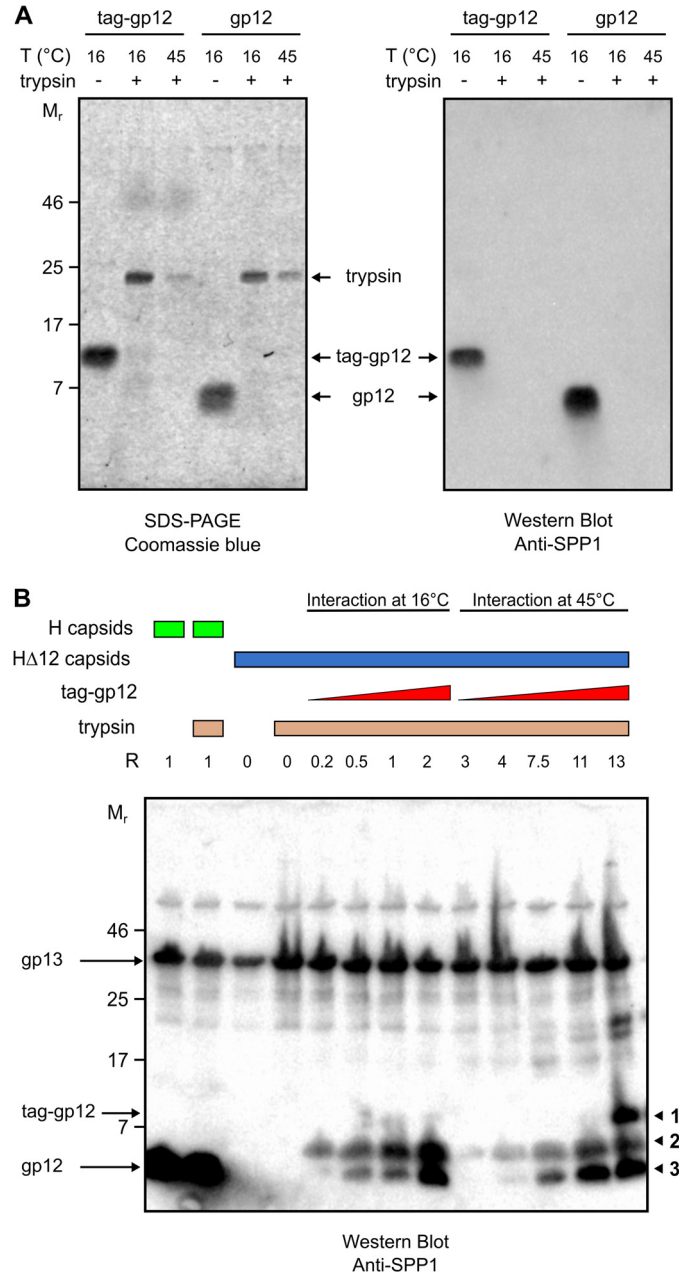 A
tag-gp12 gp12 tag-gp12 gp12
T (°C) 16 16 45 16 16 45 T (°C) 16 16 45 16 16 45
trypsin - + + - + + trypsin - + + - + +
Mr
46
25
trypsin
17
tag-gp12
7
gp12
SDS-PAGE Western Blot
Coomassie blue Anti-SPP1
B
Interaction at 16°C Interaction at 45°C
H capsids
HΔ12 capsids
tag-gp12
trypsin
R 1 1 0 0 0.2 0.5 1 2 3 4 7.5 11 13
Mr
46
gp13
25
17
tag-gp12 1
7
2
gp12 3
Western Blot
Anti-SPP1